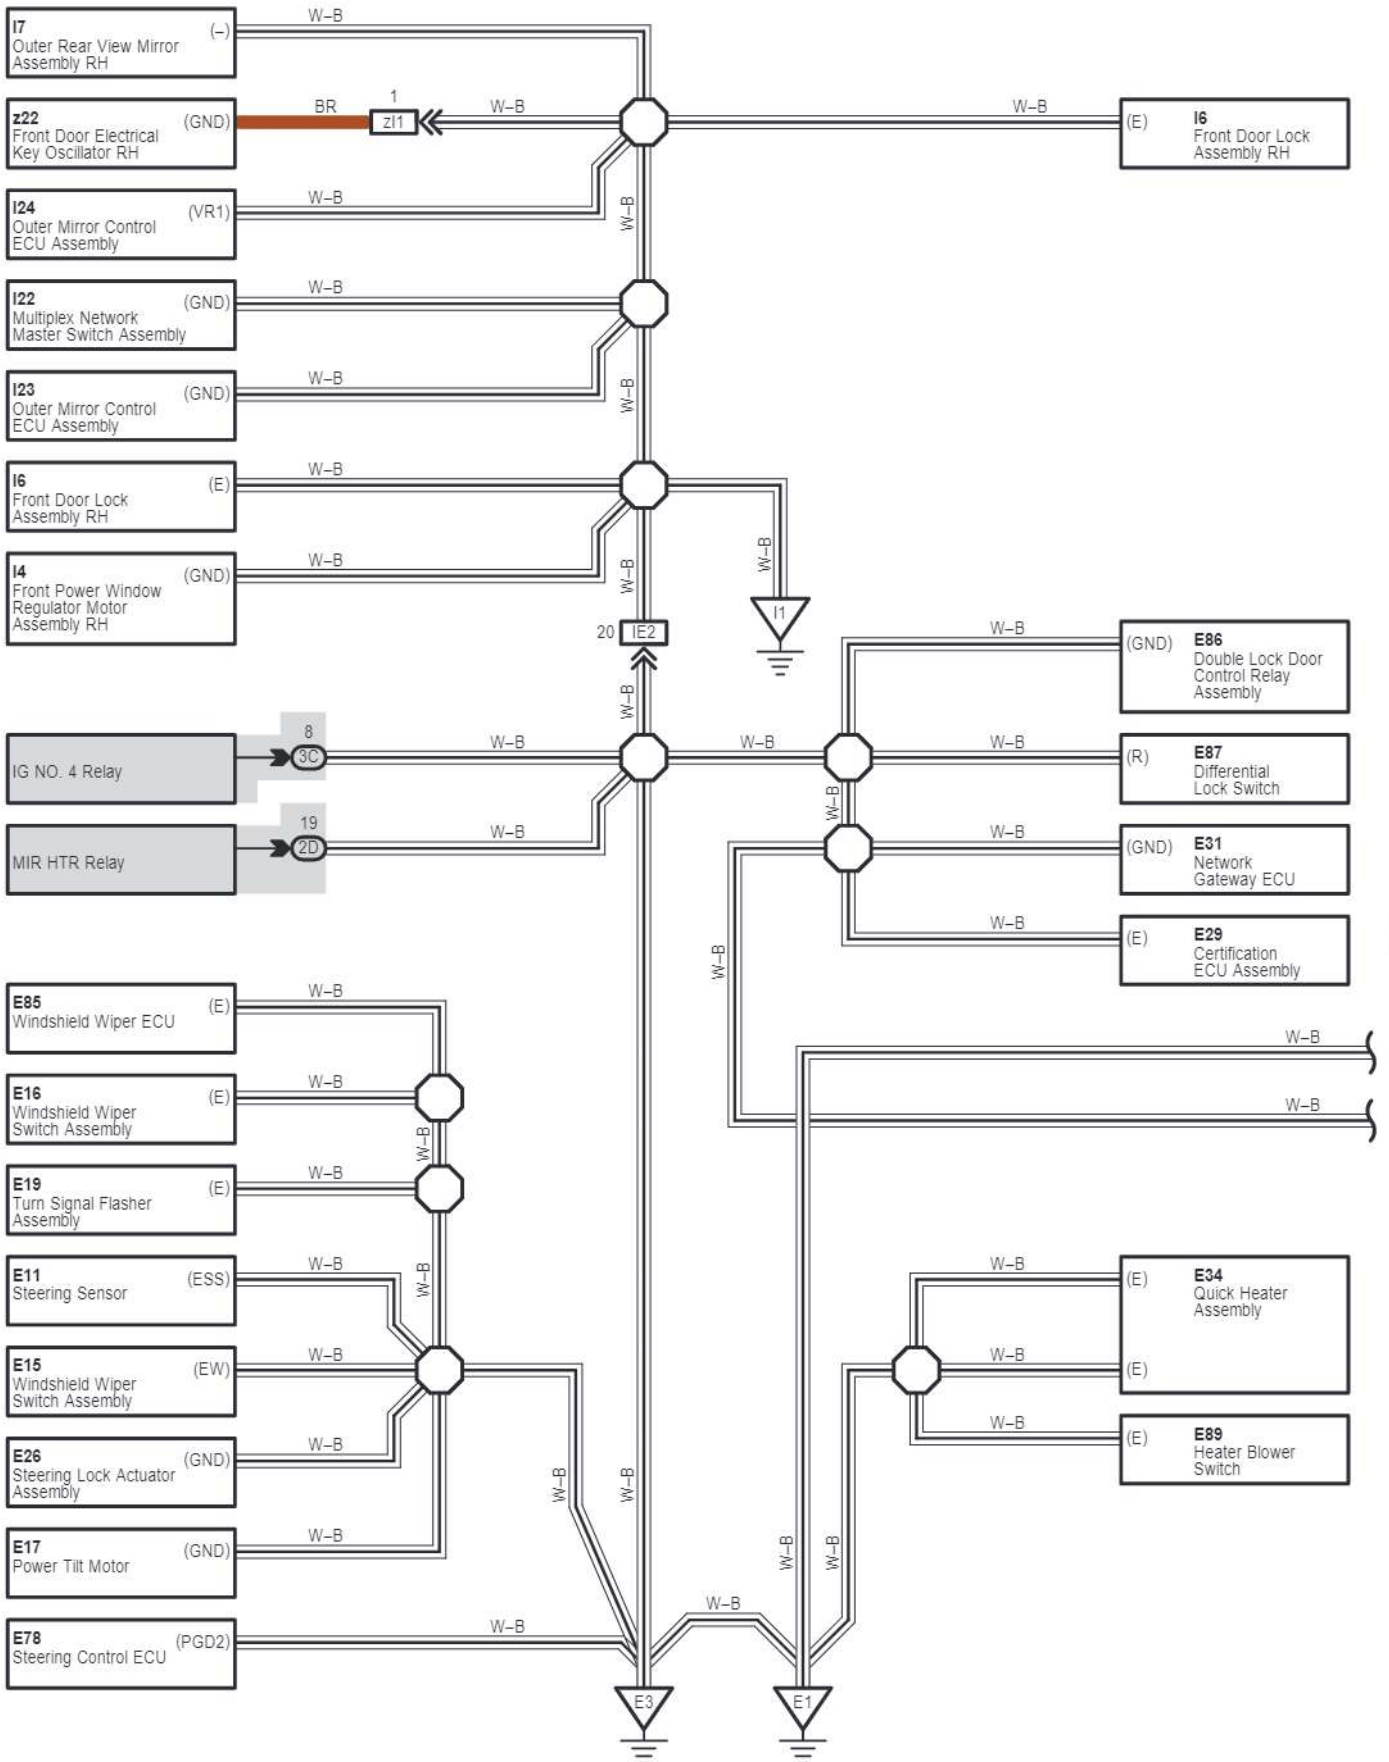 W–B
I7
(–)
Outer Rear View Mirror
Assembly RH
z22
(GND)
Front Door Electrical
Key Oscillator RH
BR
1
zI1
W–B
W–B
(E)
I6
Front Door Lock
Assembly RH
I24
(VR1)
Outer Mirror Control
ECU Assembly
W–B
W–B
I22
(GND)
Multiplex Network
Master Switch Assembly
W–B
I23
(GND)
Outer Mirror Control
ECU Assembly
W–B
W–B
I6
(E)
Front Door Lock
Assembly RH
W–B
I4
(GND)
Front Power Window
Regulator Motor
Assembly RH
W–B
W–B
W–B
I1
20
IE2
W–B
W–B
(GND)
E86
Double Lock Door
Control Relay
Assembly
IG NO. 4 Relay
8
3C
W–B
W–B
W–B
(R)
E87
Differential
Lock Switch
W–B
MIR HTR Relay
19
2D
W–B
W–B
(GND)
E31
Network
Gateway ECU
W–B
(E)
E29
Certification
ECU Assembly
W–B
E85
(E)
Windshield Wiper ECU
W–B
W–B
E16
(E)
Windshield Wiper
Switch Assembly
W–B
W–B
W–B
E19
(E)
Turn Signal Flasher
Assembly
W–B
E11
(ESS)
Steering Sensor
W–B
W–B
W–B
(E)
E34
Quick Heater
Assembly
E15
(EW)
Windshield Wiper
Switch Assembly
W–B
W–B
(E)
E26
(GND)
Steering Lock Actuator
Assembly
W–B
W–B
(E)
E89
Heater Blower
Switch
W–B
W–B
E17
(GND)
Power Tilt Motor
W–B
W–B
W–B
E78
(PGD2)
Steering Control ECU
W–B
W–B
E3
E1